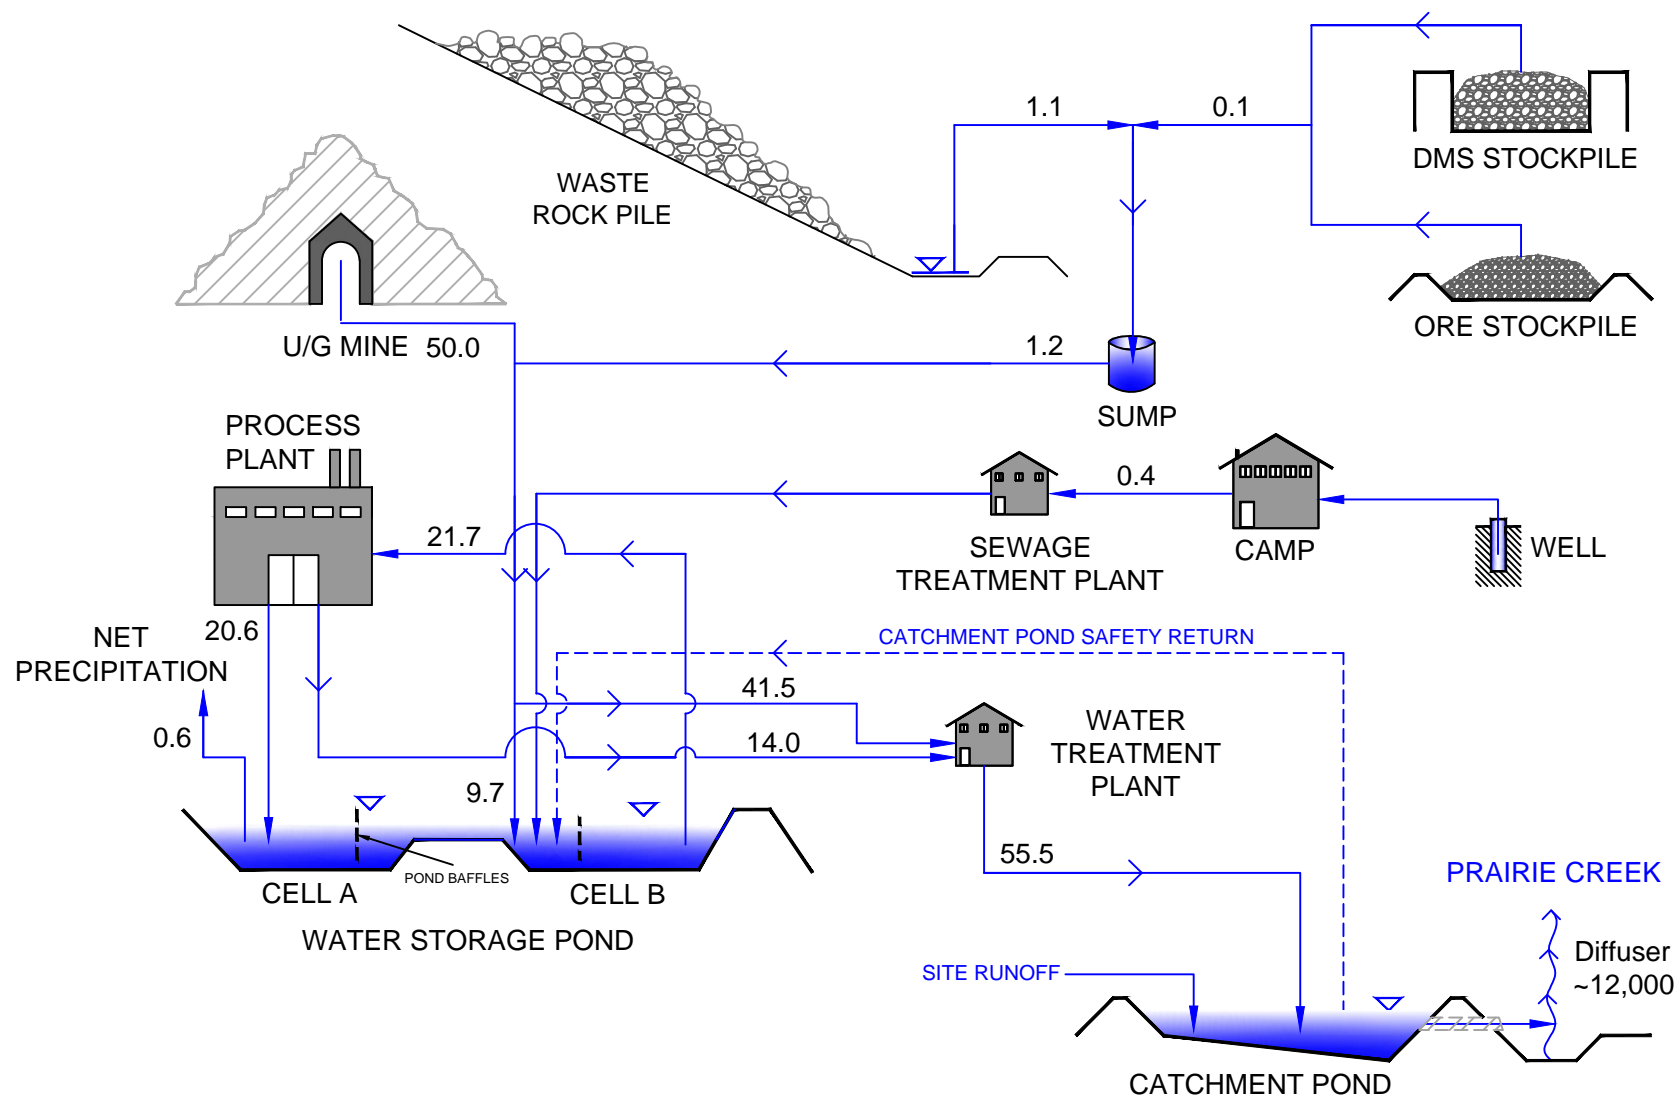 1.1
0.1
DMS STOCKPILE
WASTE
ROCK PILE
ORE STOCKPILE
U/G MINE
50.0
1.2
SUMP
PROCESS
PLANT
0.4
21.7
SEWAGE
TREATMENT PLANT
CAMP
WELL
20.6
NET
PRECIPITATION
CATCHMENT POND SAFETY RETURN
41.5
0.6
14.0
WATER
TREATMENT
PLANT
9.7
55.5
POND BAFFLES
CELL A
CELL B
WATER STORAGE POND
PRAIRIE CREEK
SITE RUNOFF
Diffuser
~12,000
CATCHMENT POND